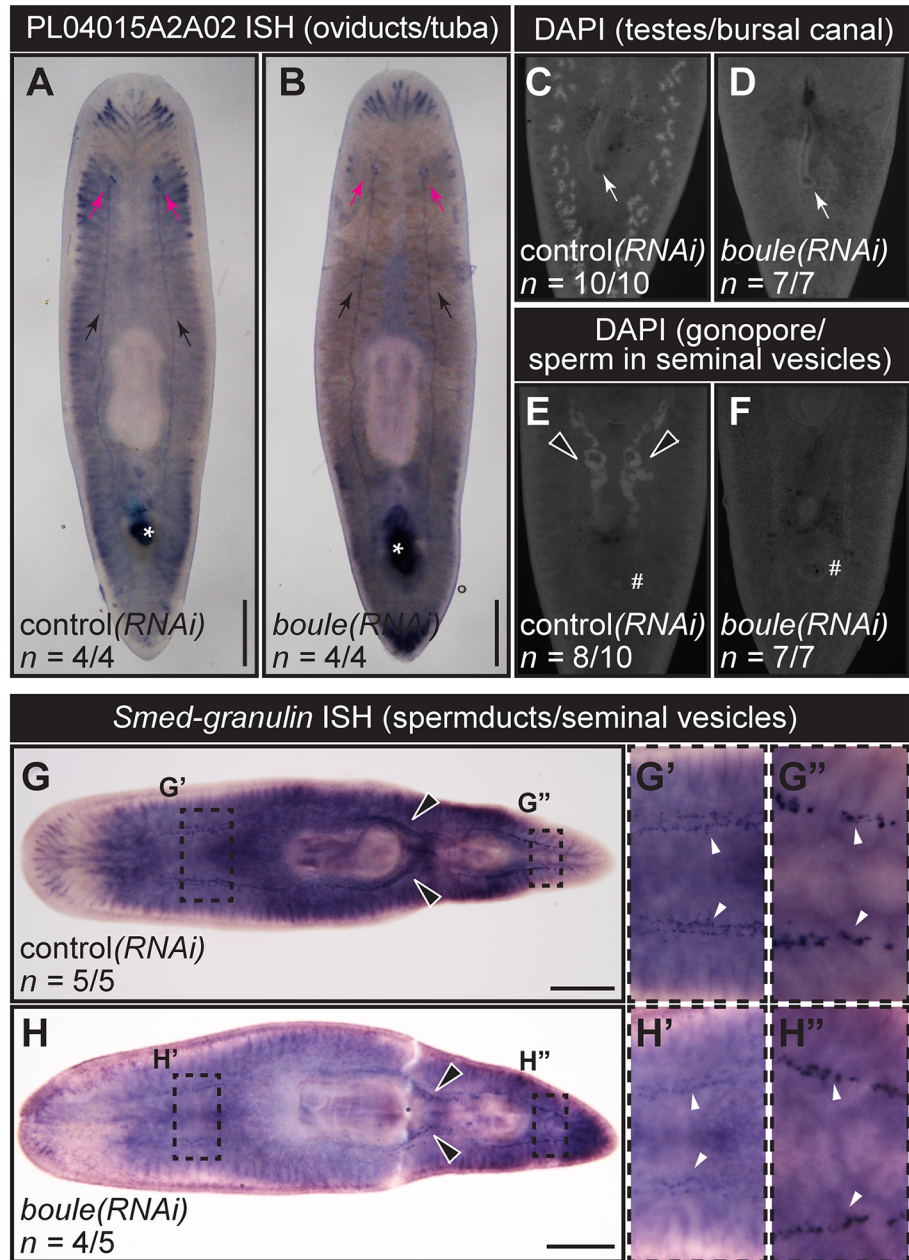 PL04015A2A02 ISH (oviducts/tuba)
A
control(RNAi)
n = 4/4
*
B
boule(RNAi)
n = 4/4
*
DAPI (testes/bursal canal)
C
control(RNAi)
n = 10/10
D
boule(RNAi)
n = 7/7
DAPI (gonopore/
sperm in seminal vesicles)
E
#
control(RNAi)
n = 8/10
F
#
boule(RNAi)
n = 7/7
Smed-granulin ISH (spermducts/seminal vesicles)
G
G’
G”
control(RNAi)
n = 5/5
G’
G”
H
H’
H”
boule(RNAi)
n = 4/5
H’
H”